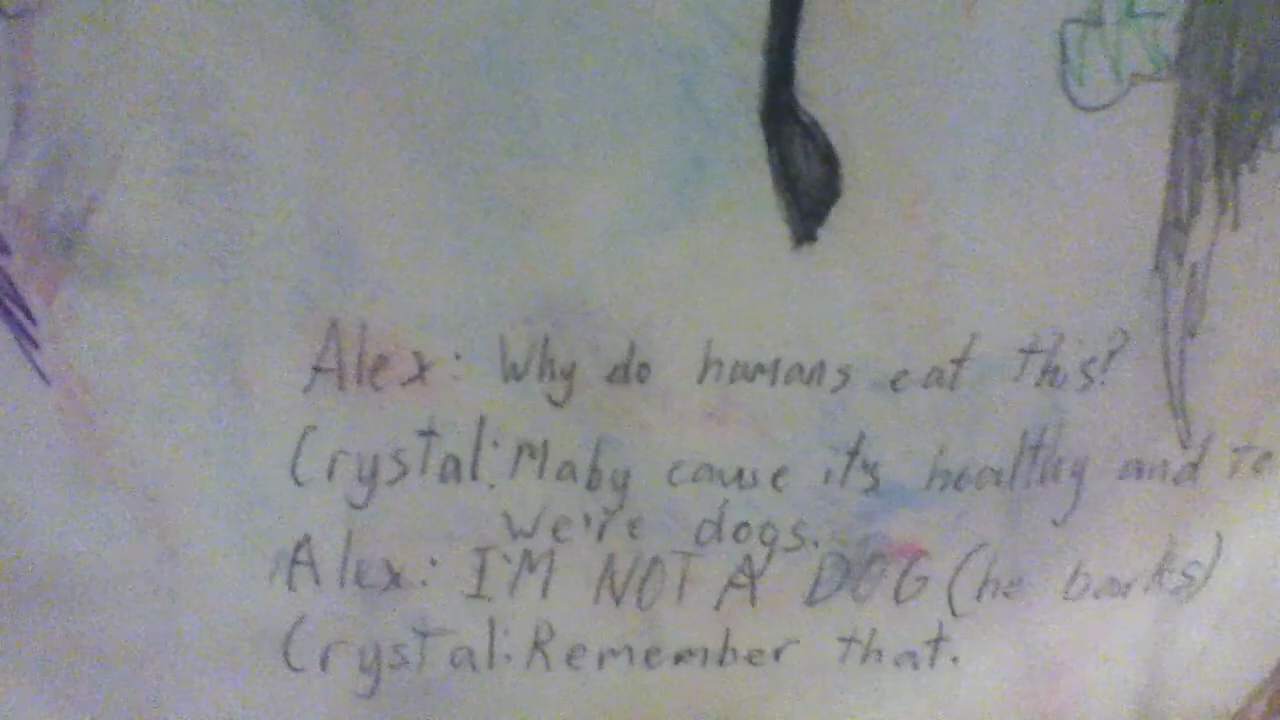 Alex: Why do humans eat this?
Crystal: Maby cause it's healthy and
we're dogs.
Alex: I'M NOT A DOG (he barks)
Crystal: Remember that.